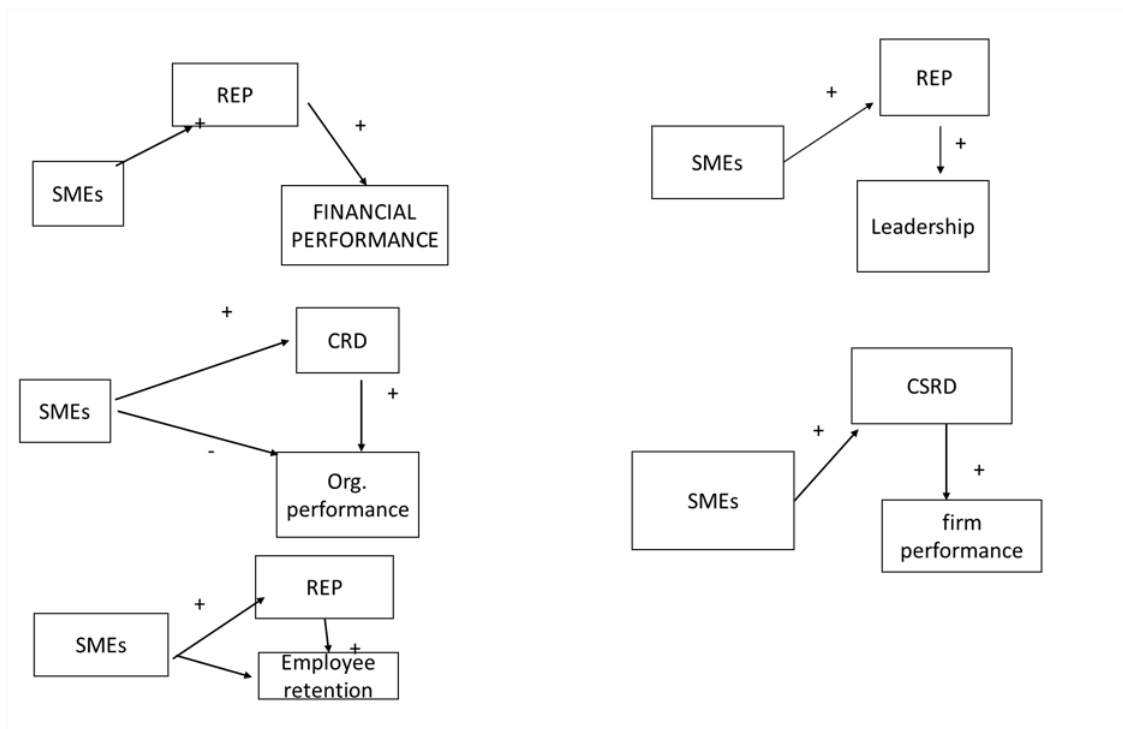 REP
+
+
SMEs
FINANCIAL
PERFORMANCE
+
CRD
+
SMEs
-
Org.
performance
REP
+
SMEs
+
Employee
retention
REP
+
SMEs
+
Leadership
CSRD
+
SMEs
+
firm
performance